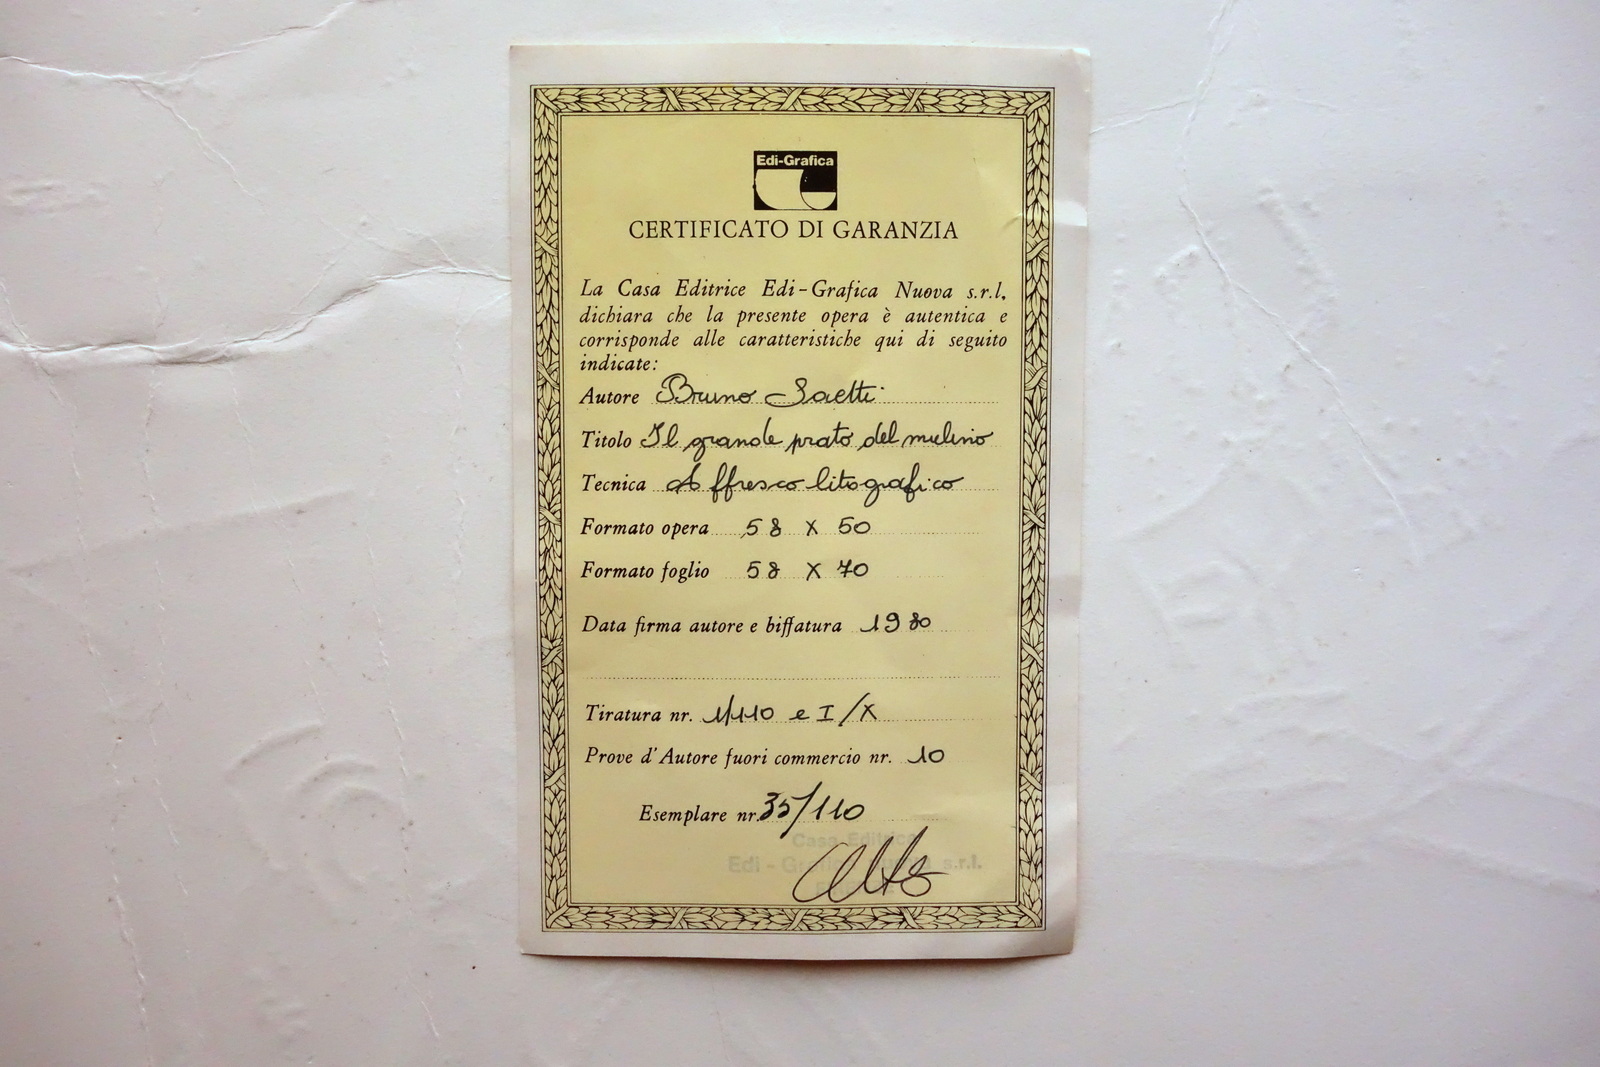 Edi-Grafica
CERTIFICATO DI GARANZIA
La Casa Editrice Edi-Grafica Nuova s.r.l.
dichiara che la presente opera è autentica e
corrisponde alle caratteristiche qui di seguito
indicate:
Autore Bruno Saetti
Titolo Il grande prato del mulino
Tecnica Affresco litografico
Formato opera 58 X 50
Formato foglio 58 X 70
Data firma autore e biffatura 1980
Tiratura nr. 1/110 e I/X
Prove d'Autore fuori commercio nr. 10
Esemplare nr. 35/110
Casa Editrice
Edi - Grafica Nuova s.r.l.